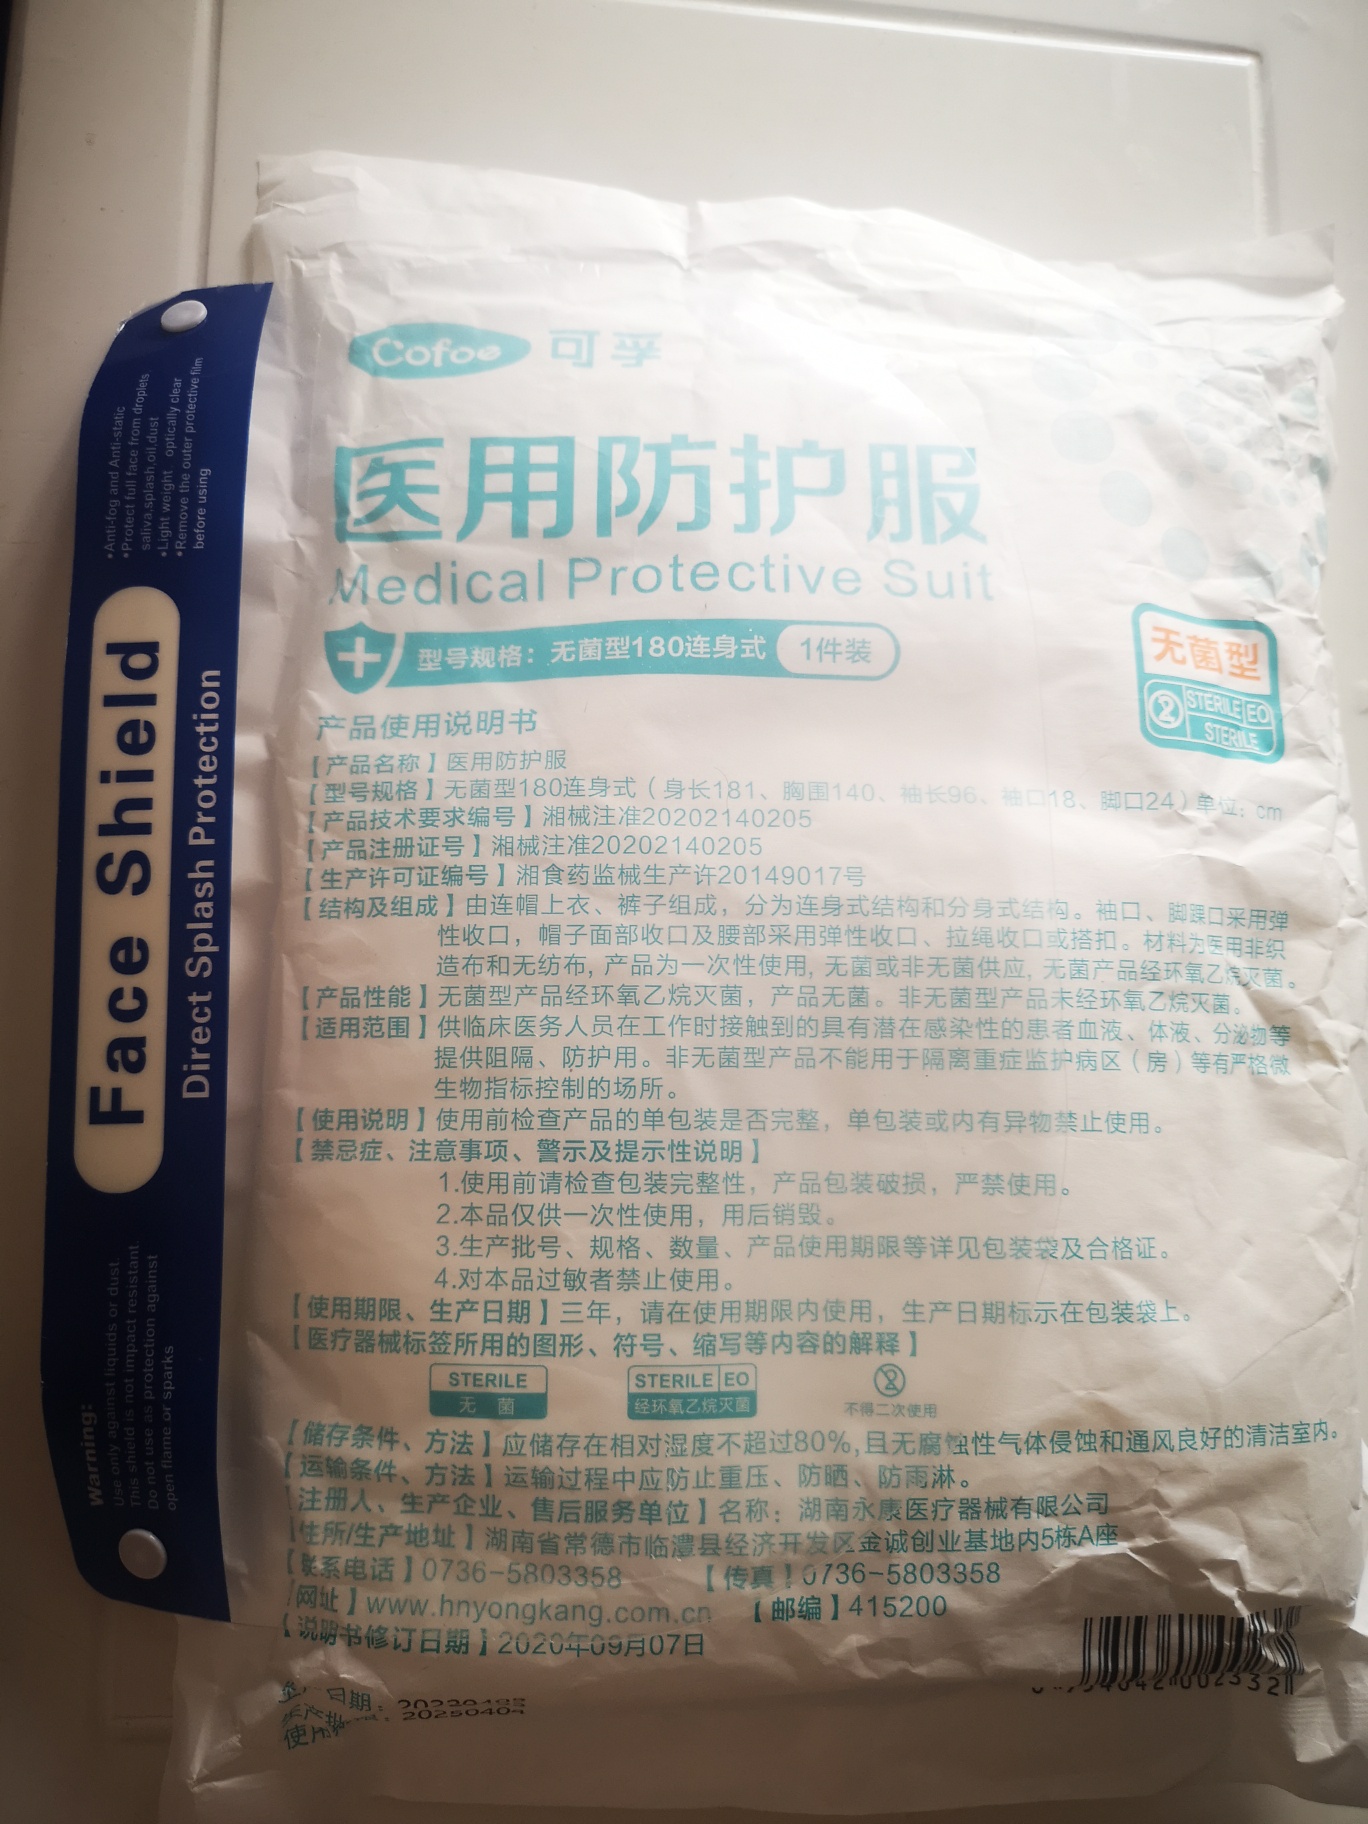 Cofoe 可孚
医用防护服
Medical Protective Suit
型号规格：无菌型180连身式 1件装
无菌型
STERILE EO
STERILE
产品使用说明书
【产品名称】医用防护服
【型号规格】无菌型180连身式（身长181、胸围140、袖长96、袖口18、脚口24）单位：cm
【产品技术要求编号】湘械注准20202140205
【产品注册证号】湘械注准20202140205
【生产许可证编号】湘食药监械生产许20149017号
【结构及组成】由连帽上衣、裤子组成，分为连身式结构和分身式结构。袖口、脚踝口采用弹
性收口，帽子面部收口及腰部采用弹性收口、拉绳收口或搭扣。材料为医用非织
造布和无纺布，产品为一次性使用，无菌或非无菌供应，无菌产品经环氧乙烷灭菌。
【产品性能】无菌型产品经环氧乙烷灭菌，产品无菌。非无菌型产品未经环氧乙烷灭菌。
【适用范围】供临床医务人员在工作时接触到的具有潜在感染性的患者血液、体液、分泌物等
提供阻隔、防护用。非无菌型产品不能用于隔离重症监护病区（房）等有严格微
生物指标控制的场所。
【使用说明】使用前检查产品的单包装是否完整，单包装或内有异物禁止使用。
【禁忌症、注意事项、警示及提示性说明】
1.使用前请检查包装完整性，产品包装破损，严禁使用。
2.本品仅供一次性使用，用后销毁。
3.生产批号、规格、数量、产品使用期限等详见包装袋及合格证。
4.对本品过敏者禁止使用。
【使用期限、生产日期】三年，请在使用期限内使用，生产日期标示在包装袋上。
【医疗器械标签所用的图形、符号、缩写等内容的解释】
STERILE STERILE EO
无菌 经环氧乙烷灭菌 不得二次使用
【储存条件、方法】应储存在相对湿度不超过80%,且无腐蚀性气体侵蚀和通风良好的清洁室内。
【运输条件、方法】运输过程中应防止重压、防晒、防雨淋。
【注册人、生产企业、售后服务单位】名称：湖南永康医疗器械有限公司
【住所/生产地址】湖南省常德市临澧县经济开发区金诚创业基地内5栋A座
【联系电话】0736-5803358 【传真】0736-5803358
【网址】www.hnyongkang.com.cn 【邮编】415200
【说明书修订日期】2020年09月07日
日期：
20250404
Face Shield
Direct Splash Protection
•Anti-fog and Anti-static
•Protect full face from droplets
saliva.splash,oil.dust
•Light weight optically clear
•Remove the outer protective film
before using
Warning:
Use only against liquids or dust.
This shield is not impact resistant.
Do not use as protection against
open flame or sparks